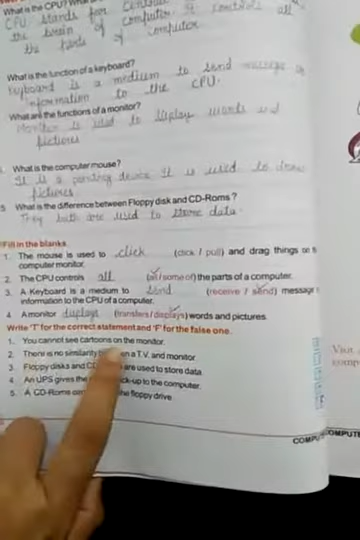 What is the CPU? What
CPU stands for
the brain of computer. It controls all
the parts of computer
What is the function of a keyboard?
Keyboard is a medium to send message or
information to the CPU.
What are the functions of a monitor?
Monitor is used to display words and
pictures
What is the computer mouse?
It is a pointing device. It is used to draw
pictures.
5 What is the difference between Floppy disk and CD-Roms ?
They both are used to store data.
Fill in the blanks.
1. The mouse is used to click (click / pull) and drag things on
computer monitor.
2. The CPU controls all (all / some of) the parts of a computer.
3. A Keyboard is a medium to send (receive / send) message
information to the CPU of a computer.
4. A monitor displays (transfers / displays) words and pictures.
Write 'T' for the correct statement and 'F' for the false one.
1. You cannot see cartoons on the monitor.
2. There is no similarity on a T.V. and monitor
3. Floppy disks and are used to store data
4. An UPS gives the up to the computer.
5. A CD-Rome the floppy drive